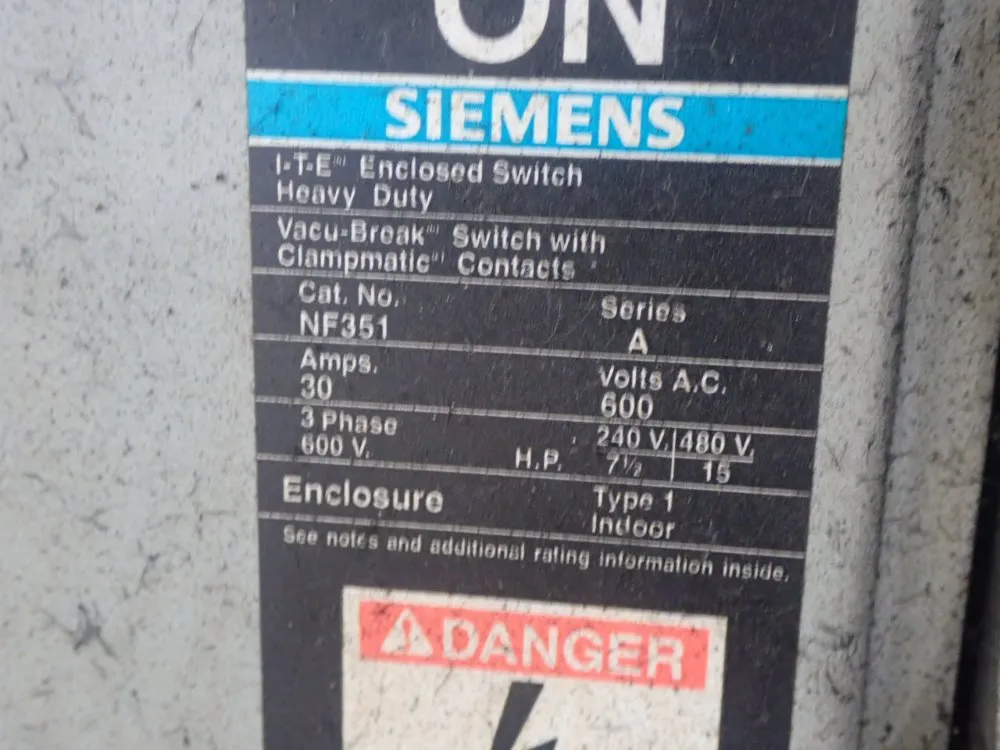 ON
SIEMENS
I-T-E Enclosed Switch
Heavy Duty
Vacu-Break Switch with
Clampmatic Contacts
Cat. No. Series
NF351 A
Amps. Volts A.C.
30 600
3 Phase 240 V. 480 V.
600 V. H.P. 7½ 15
Enclosure Type 1
Indoor
See notes and additional rating information inside.
DANGER